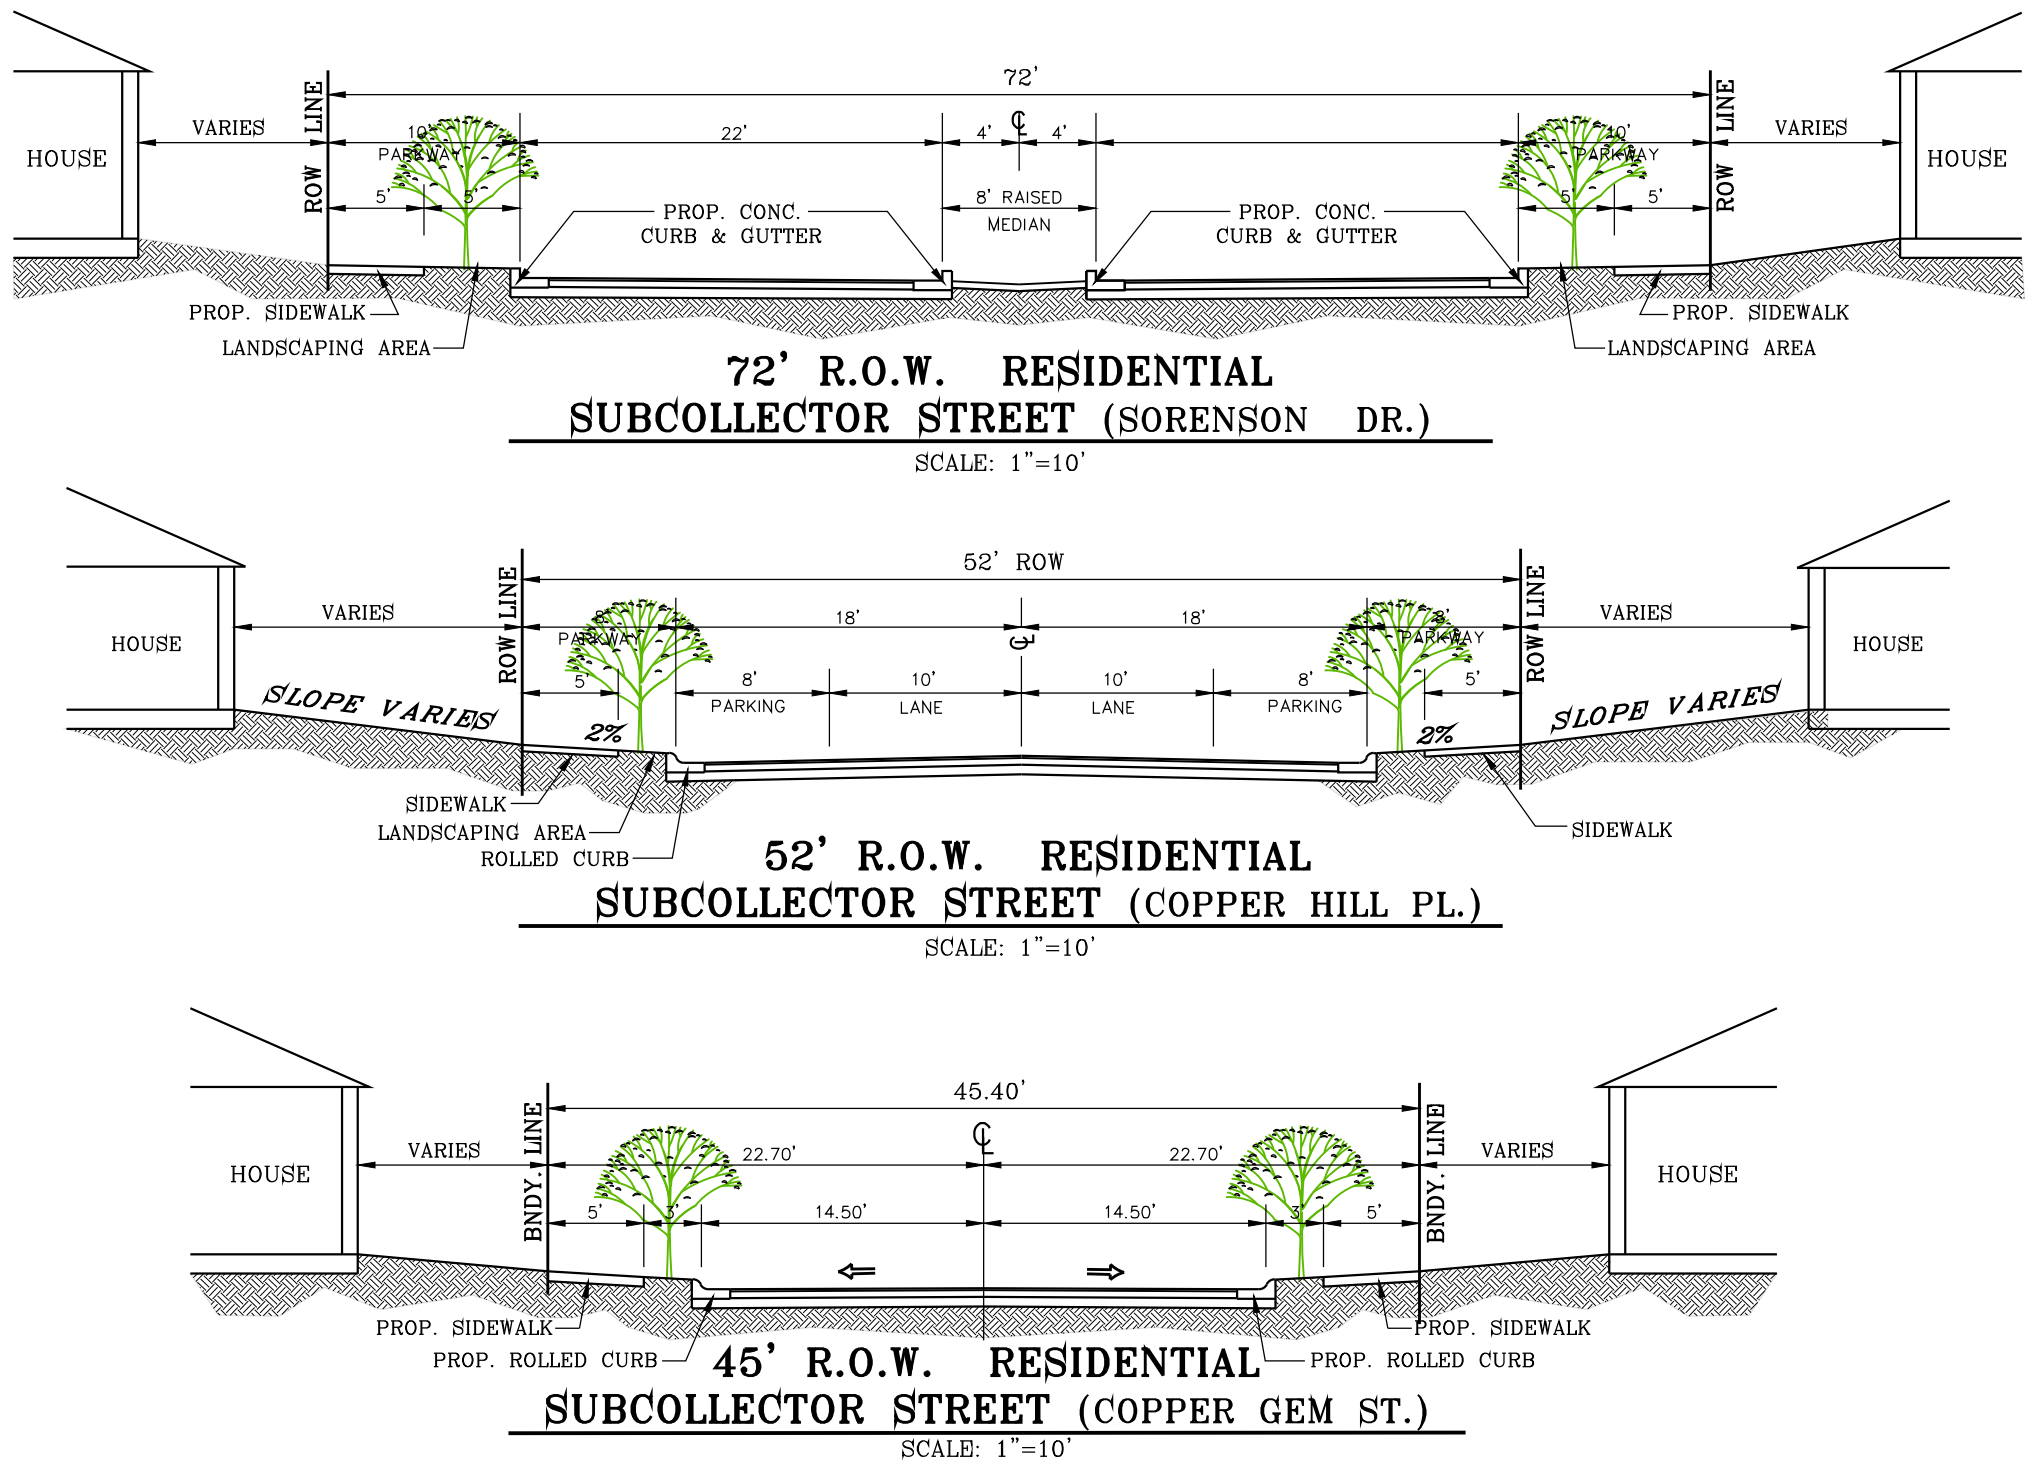 72'
VARIES
ROW LINE
10'
PARKWAY
22'
4'
℄
4'
10'
PARKWAY
ROW LINE
VARIES
HOUSE
HOUSE
5'
5'
8' RAISED
MEDIAN
5'
5'
PROP. CONC.
CURB & GUTTER
PROP. CONC.
CURB & GUTTER
PROP. SIDEWALK
LANDSCAPING AREA
PROP. SIDEWALK
LANDSCAPING AREA
72' R.O.W. RESIDENTIAL
SUBCOLLECTOR STREET (SORENSON DR.)
SCALE: 1"=10'
52' ROW
VARIES
ROW LINE
8'
PARKWAY
18'
℄
18'
8'
PARKWAY
ROW LINE
VARIES
HOUSE
HOUSE
5'
8'
PARKING
10'
LANE
10'
LANE
8'
PARKING
5'
SLOPE VARIES
2%
2%
SLOPE VARIES
SIDEWALK
LANDSCAPING AREA
ROLLED CURB
SIDEWALK
52' R.O.W. RESIDENTIAL
SUBCOLLECTOR STREET (COPPER HILL PL.)
SCALE: 1"=10'
45.40'
VARIES
BNDY. LINE
22.70'
℄
22.70'
BNDY. LINE
VARIES
HOUSE
HOUSE
5'
3'
14.50'
14.50'
3'
5'
PROP. SIDEWALK
PROP. ROLLED CURB
PROP. SIDEWALK
PROP. ROLLED CURB
45' R.O.W. RESIDENTIAL
SUBCOLLECTOR STREET (COPPER GEM ST.)
SCALE: 1"=10'